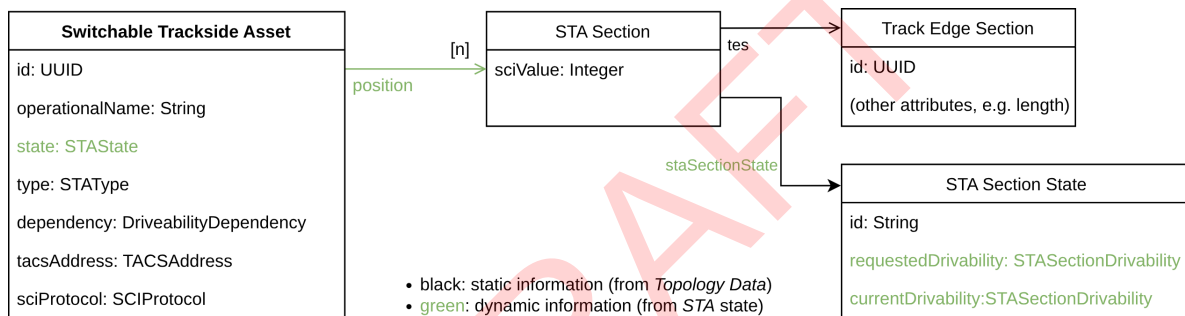 Switchable Trackside Asset
id: UUID
operationalName: String
state: STAState
type: STAType
dependency: DriveabilityDependency
tacsAddress: TACSAddress
sciProtocol: SCIProtocol
[n]
position
STA Section
sciValue: Integer
tes
Track Edge Section
id: UUID
(other attributes, e.g. length)
staSectionState
STA Section State
id: String
requestedDrivability: STASectionDrivability
currentDrivability:STASectionDrivability
• black: static information (from Topology Data)
• green: dynamic information (from STA state)
DRAFT